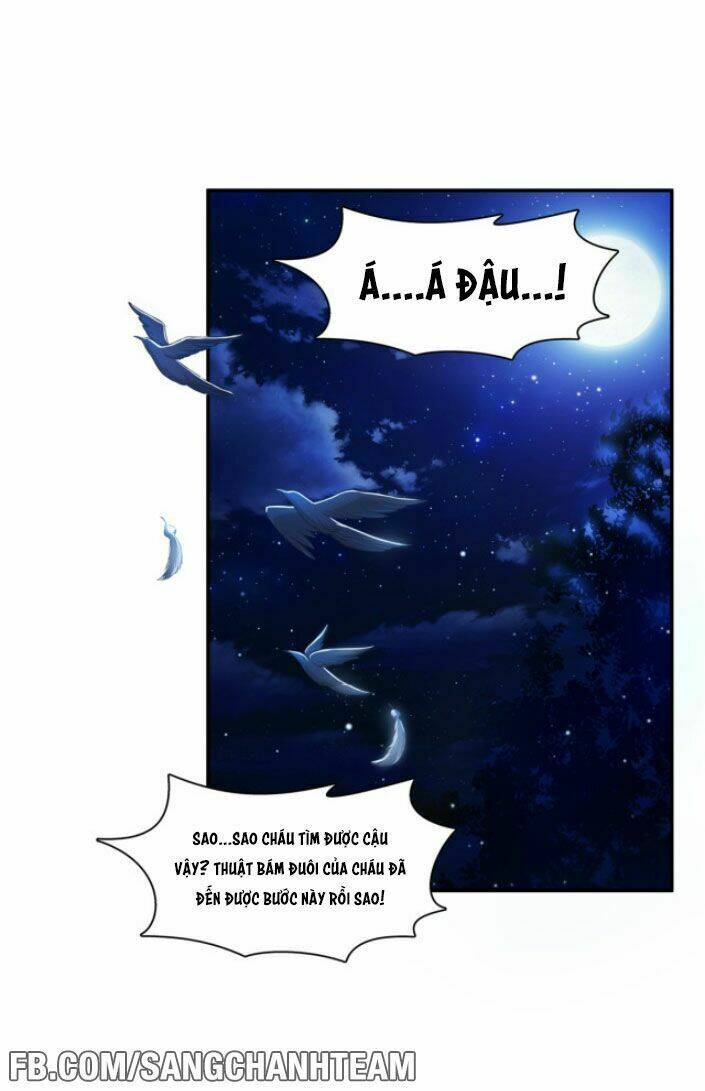 Á....Á ĐẬU...!
SAO...SAO CHÁU TÌM ĐƯỢC CẬU
VẬY? THUẬT BÁM ĐUÔI CỦA CHÁU ĐÃ
ĐẾN ĐƯỢC BƯỚC NÀY RỒI SAO!
FB.COM/SANGCHANHTEAM